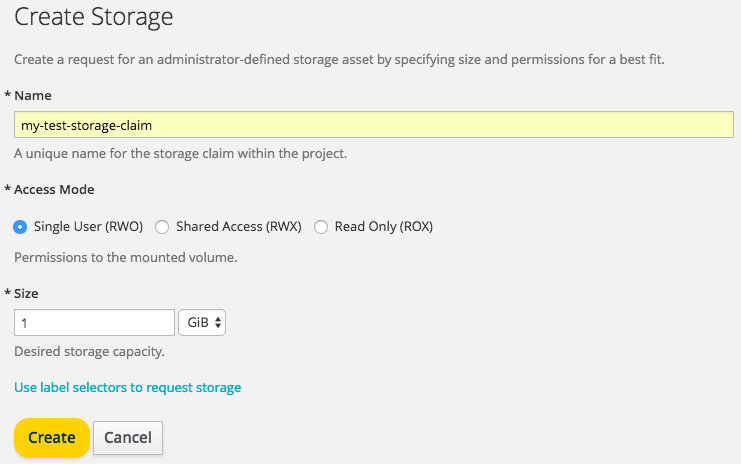 Create Storage
Create a request for an administrator-defined storage asset by specifying size and permissions for a best fit.
* Name
my-test-storage-claim
A unique name for the storage claim within the project.
* Access Mode
Single User (RWO) Shared Access (RWX) Read Only (ROX)
Permissions to the mounted volume.
* Size
1 GiB
Desired storage capacity.
Use label selectors to request storage
Create Cancel